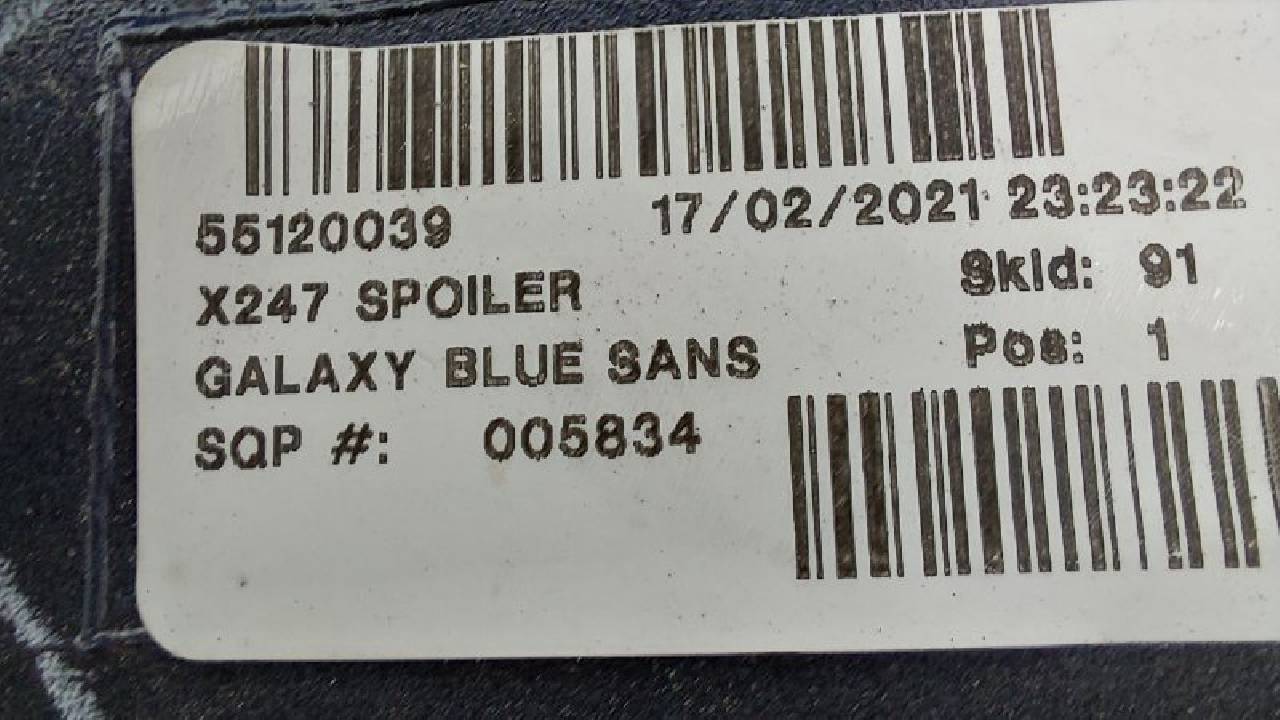 55120039 17/02/2021 23:23:22
X247 SPOILER Skid: 91
GALAXY BLUE SANS Pos: 1
SQP #: 005834